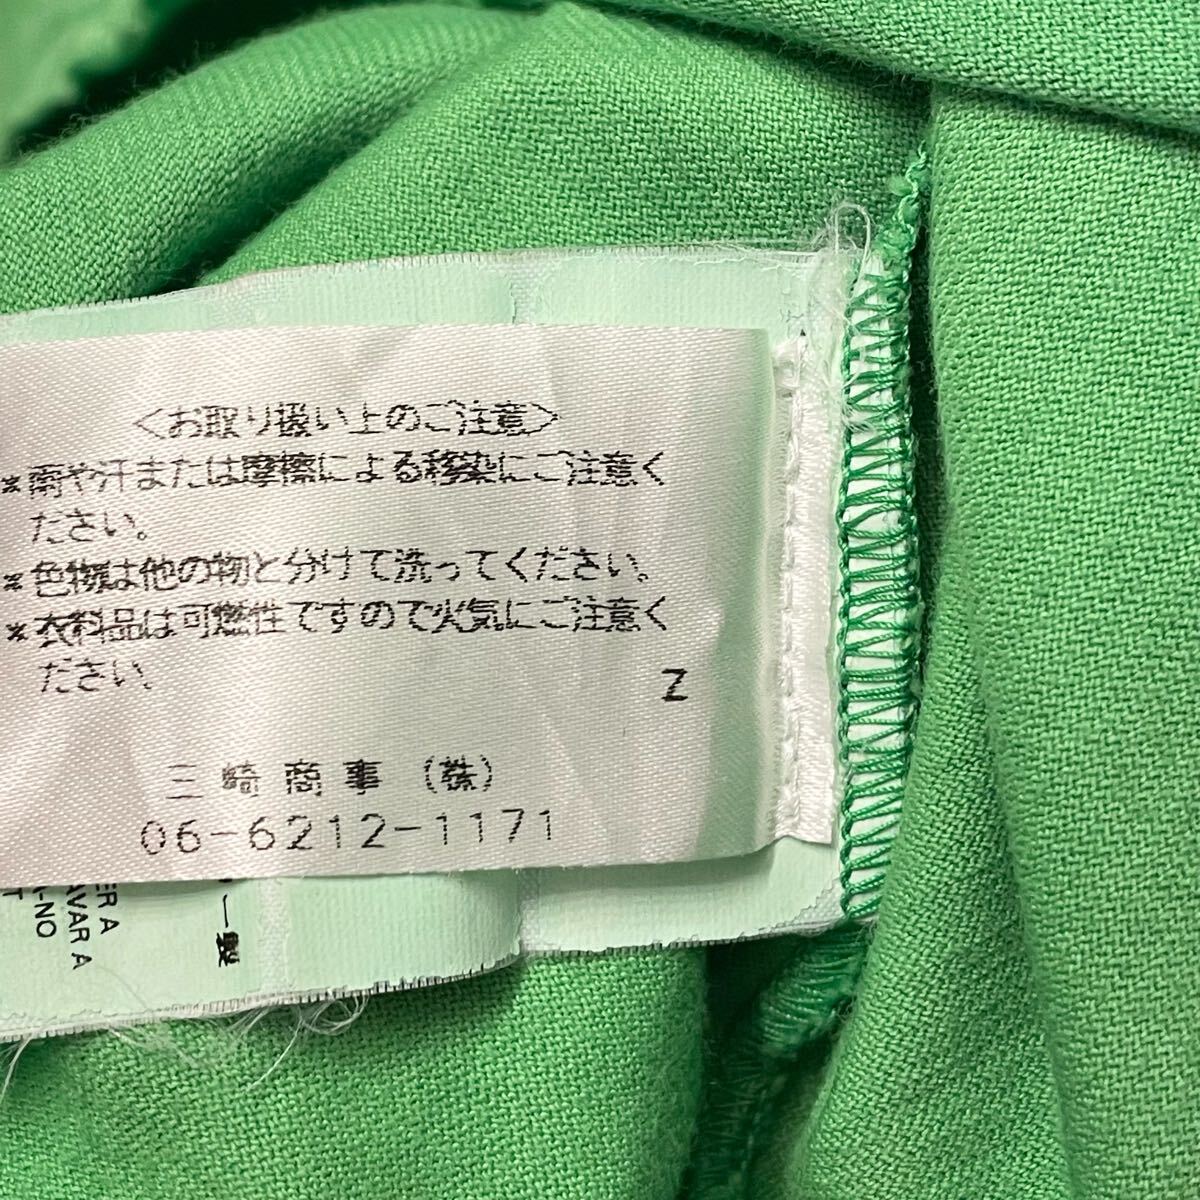 〈お取り扱い上のご注意〉
*雨や汗または摩擦による移染にご注意く
ださい。
*色物は他の物と分けて洗ってください。
*衣料品は可燃性ですので火気にご注意く
ださい。
Z
三崎商事(株)
06-6212-1171
ー製
AVAR A